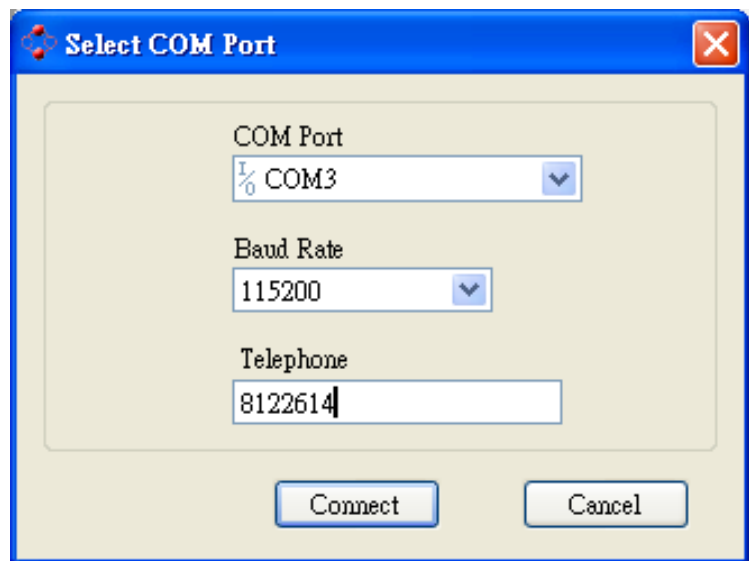 Select COM Port
COM Port
COM3
Baud Rate
115200
Telephone
8122614
Connect Cancel